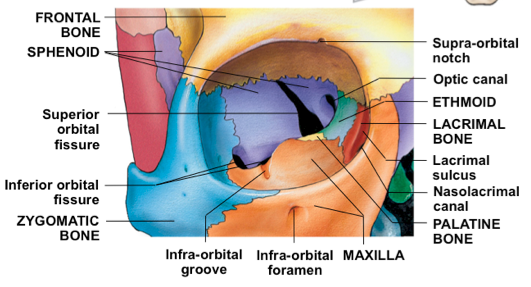 FRONTAL
BONE
SPHENOID
Superior
orbital
fissure
Inferior orbital
fissure
ZYGOMATIC
BONE
Infra-orbital
groove
Infra-orbital
foramen
MAXILLA
Supra-orbital
notch
Optic canal
ETHMOID
LACRIMAL
BONE
Lacrimal
sulcus
Nasolacrimal
canal
PALATINE
BONE